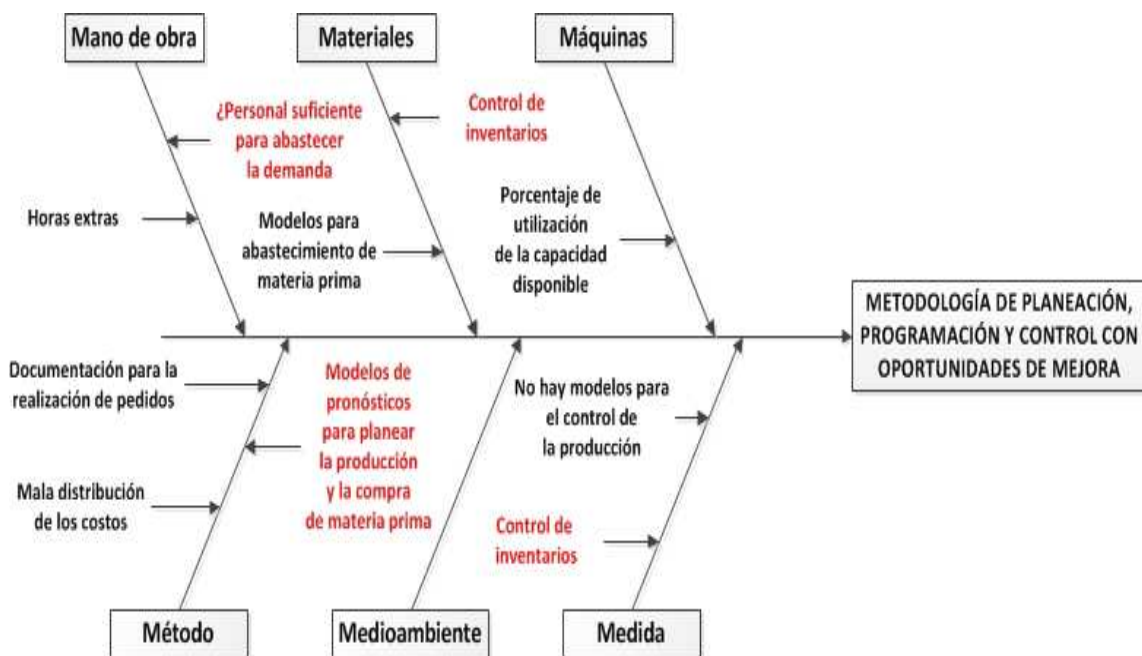 Mano de obra
Materiales
Máquinas
¿Personal suficiente
para abastecer
la demanda
Control de
inventarios
Horas extras
Modelos para
abastecimiento de
materia prima
Porcentaje de
utilización
de la capacidad
disponible
METODOLOGÍA DE PLANEACIÓN,
PROGRAMACIÓN Y CONTROL CON
OPORTUNIDADES DE MEJORA
Documentación para la
realización de pedidos
Modelos de
pronósticos
para planear
la producción
y la compra
de materia prima
No hay modelos para
el control de
la producción
Mala distribución
de los costos
Control de
inventarios
Método
Medioambiente
Medida